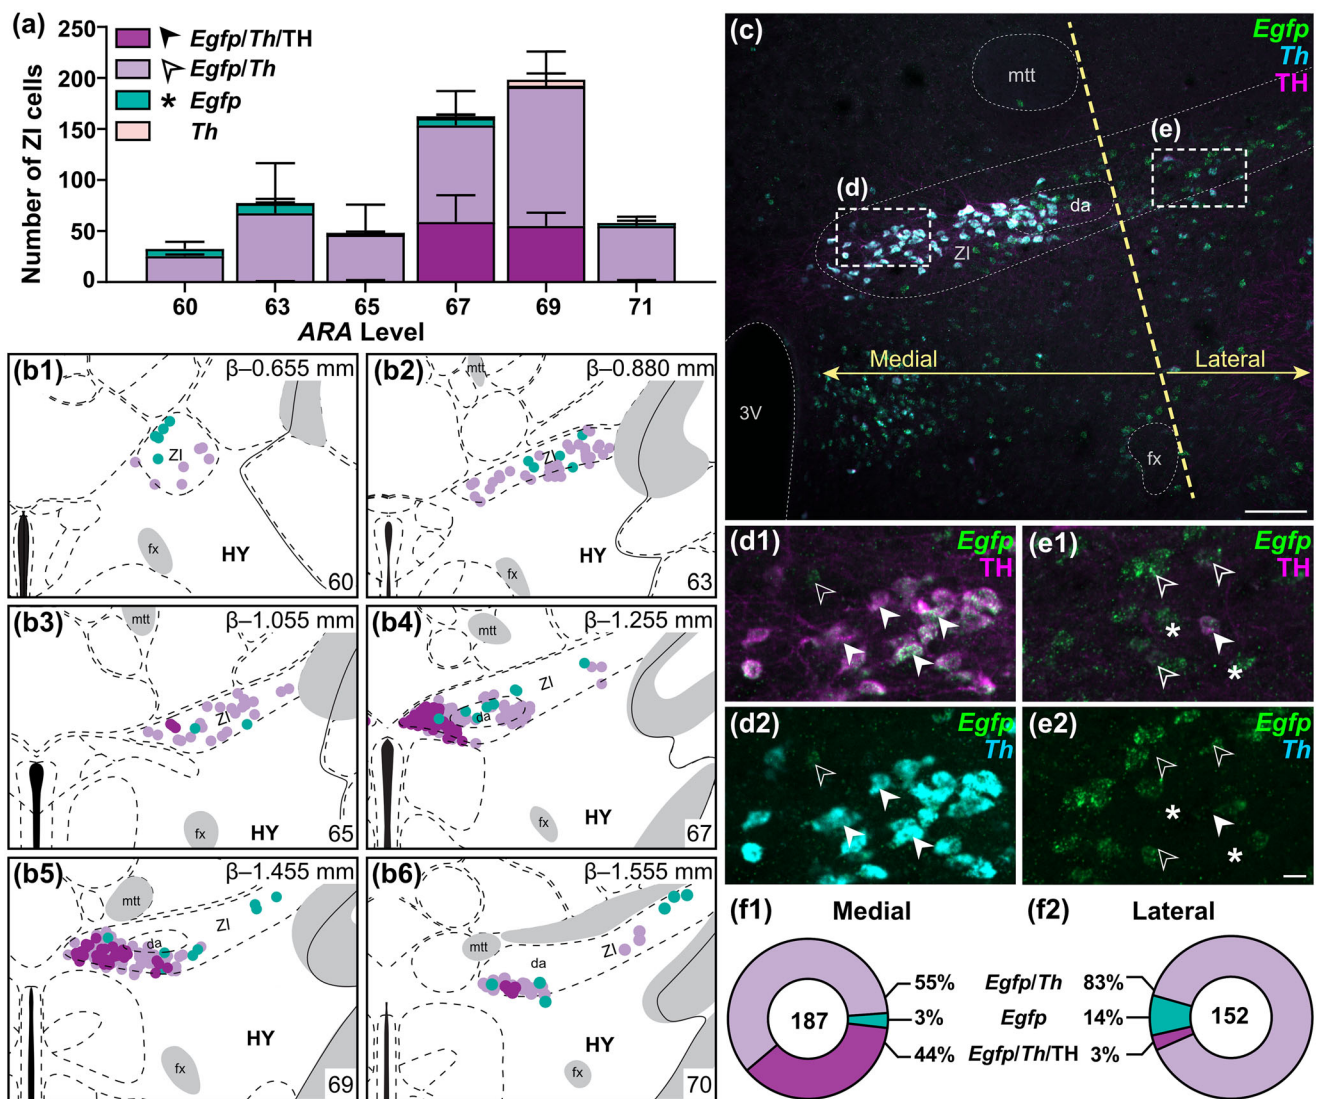 (a)
250
200
150
100
50
0
Number of ZI cells
Egfp/Th/TH
Egfp/Th
* Egfp
Th
60 63 65 67 69 71
ARA Level
(b1) β–0.655 mm
ZI
fx
HY
60
(b2) β–0.880 mm
mtt
ZI
HY
fx
63
(b3) β–1.055 mm
mtt
ZI
fx
HY
65
(b4) β–1.255 mm
mtt
ZI
da
fx
HY
67
(b5) β–1.455 mm
mtt
ZI
da
HY
fx
69
(b6) β–1.555 mm
mtt
ZI
da
HY
fx
70
(c)
Egfp
Th
TH
mtt
(e)
(d)
da
ZI
Medial Lateral
3V
fx
(d1) Egfp
TH
(e1) Egfp
TH
*
*
(d2) Egfp
Th
(e2) Egfp
Th
*
*
(f1) Medial (f2) Lateral
187
152
55% Egfp/Th 83%
3% Egfp 14%
44% Egfp/Th/TH 3%